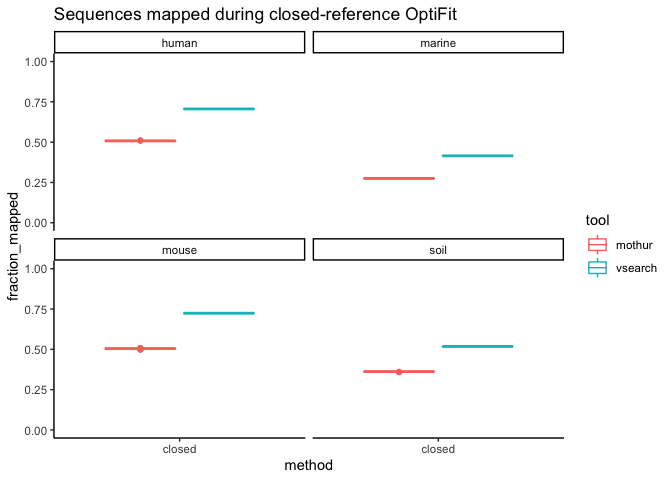 Sequences mapped during closed-reference OptiFit
human
marine
1.00
0.75
0.50
0.25
0.00
mouse
soil
1.00
0.75
0.50
0.25
0.00
fraction_mapped
closed
closed
method
tool
mothur
vsearch